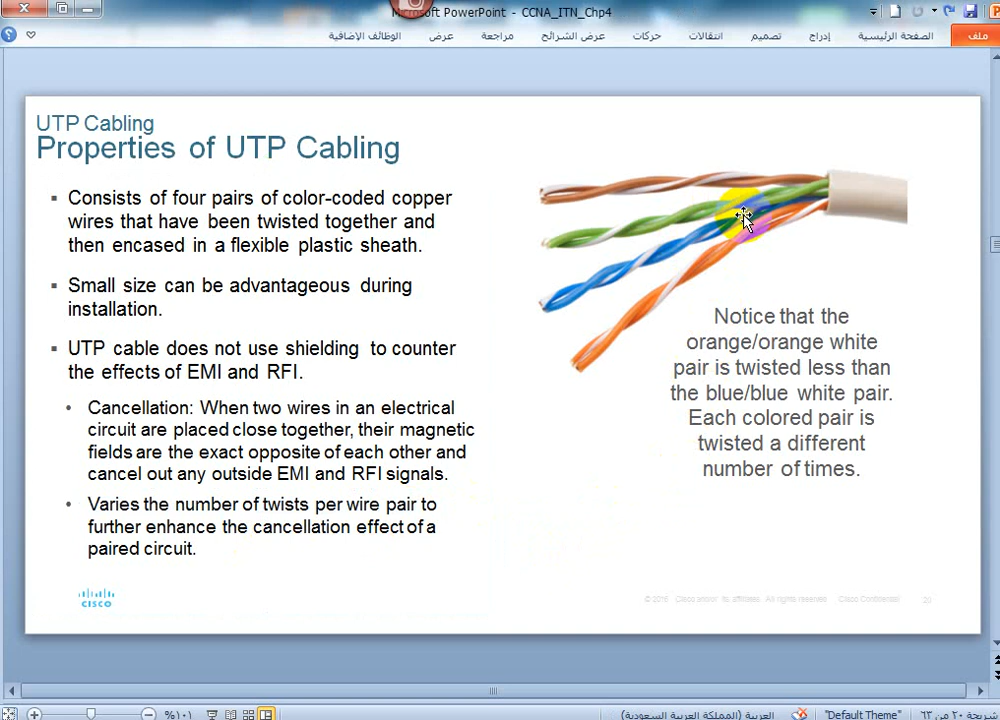 Microsoft PowerPoint - CCNA_ITN_Chp4
ملف الصفحة الرئيسية إدراج تصميم انتقالات حركات عرض الشرائح مراجعة عرض الوظائف الإضافية
UTP Cabling
Properties of UTP Cabling
▪ Consists of four pairs of color-coded copper
wires that have been twisted together and
then encased in a flexible plastic sheath.
▪ Small size can be advantageous during
installation.
▪ UTP cable does not use shielding to counter
the effects of EMI and RFI.
• Cancellation: When two wires in an electrical
circuit are placed close together, their magnetic
fields are the exact opposite of each other and
cancel out any outside EMI and RFI signals.
• Varies the number of twists per wire pair to
further enhance the cancellation effect of a
paired circuit.
Notice that the
orange/orange white
pair is twisted less than
the blue/blue white pair.
Each colored pair is
twisted a different
number of times.
CISCO
Cisco and/or its affiliates. All rights reserved. Cisco Confidential 20
شريحة ٢٠ من ٦٣ "Default Theme" العربية (المملكة العربية السعودية) ١٠١%